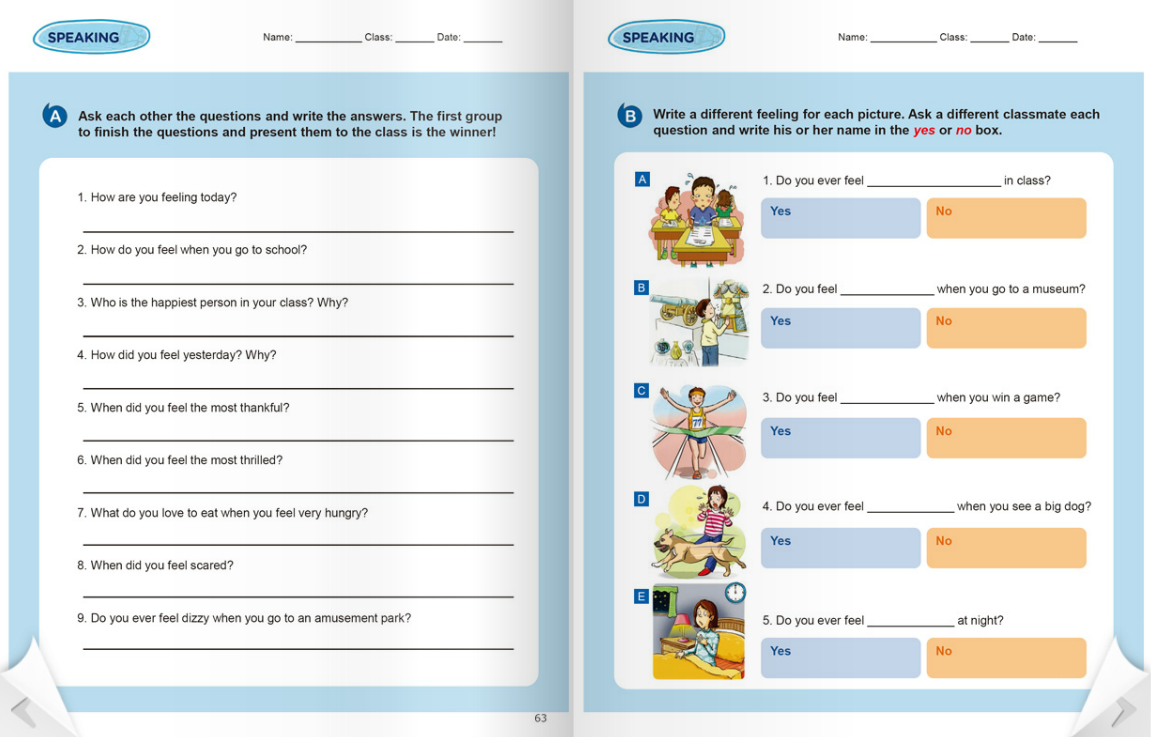 SPEAKING
Name: ____________ Class: _______ Date: _______
A
Ask each other the questions and write the answers. The first group
to finish the questions and present them to the class is the winner!
1. How are you feeling today?
2. How do you feel when you go to school?
3. Who is the happiest person in your class? Why?
4. How did you feel yesterday? Why?
5. When did you feel the most thankful?
6. When did you feel the most thrilled?
7. What do you love to eat when you feel very hungry?
8. When did you feel scared?
9. Do you ever feel dizzy when you go to an amusement park?
63
SPEAKING
Name: ____________ Class: _______ Date: _______
B
Write a different feeling for each picture. Ask a different classmate each
question and write his or her name in the yes or no box.
A
1. Do you ever feel ____________________ in class?
Yes No
B
2. Do you feel ______________ when you go to a museum?
Yes No
C
77
3. Do you feel ______________ when you win a game?
Yes No
D
4. Do you ever feel _____________ when you see a big dog?
Yes No
E
5. Do you ever feel _____________ at night?
Yes No